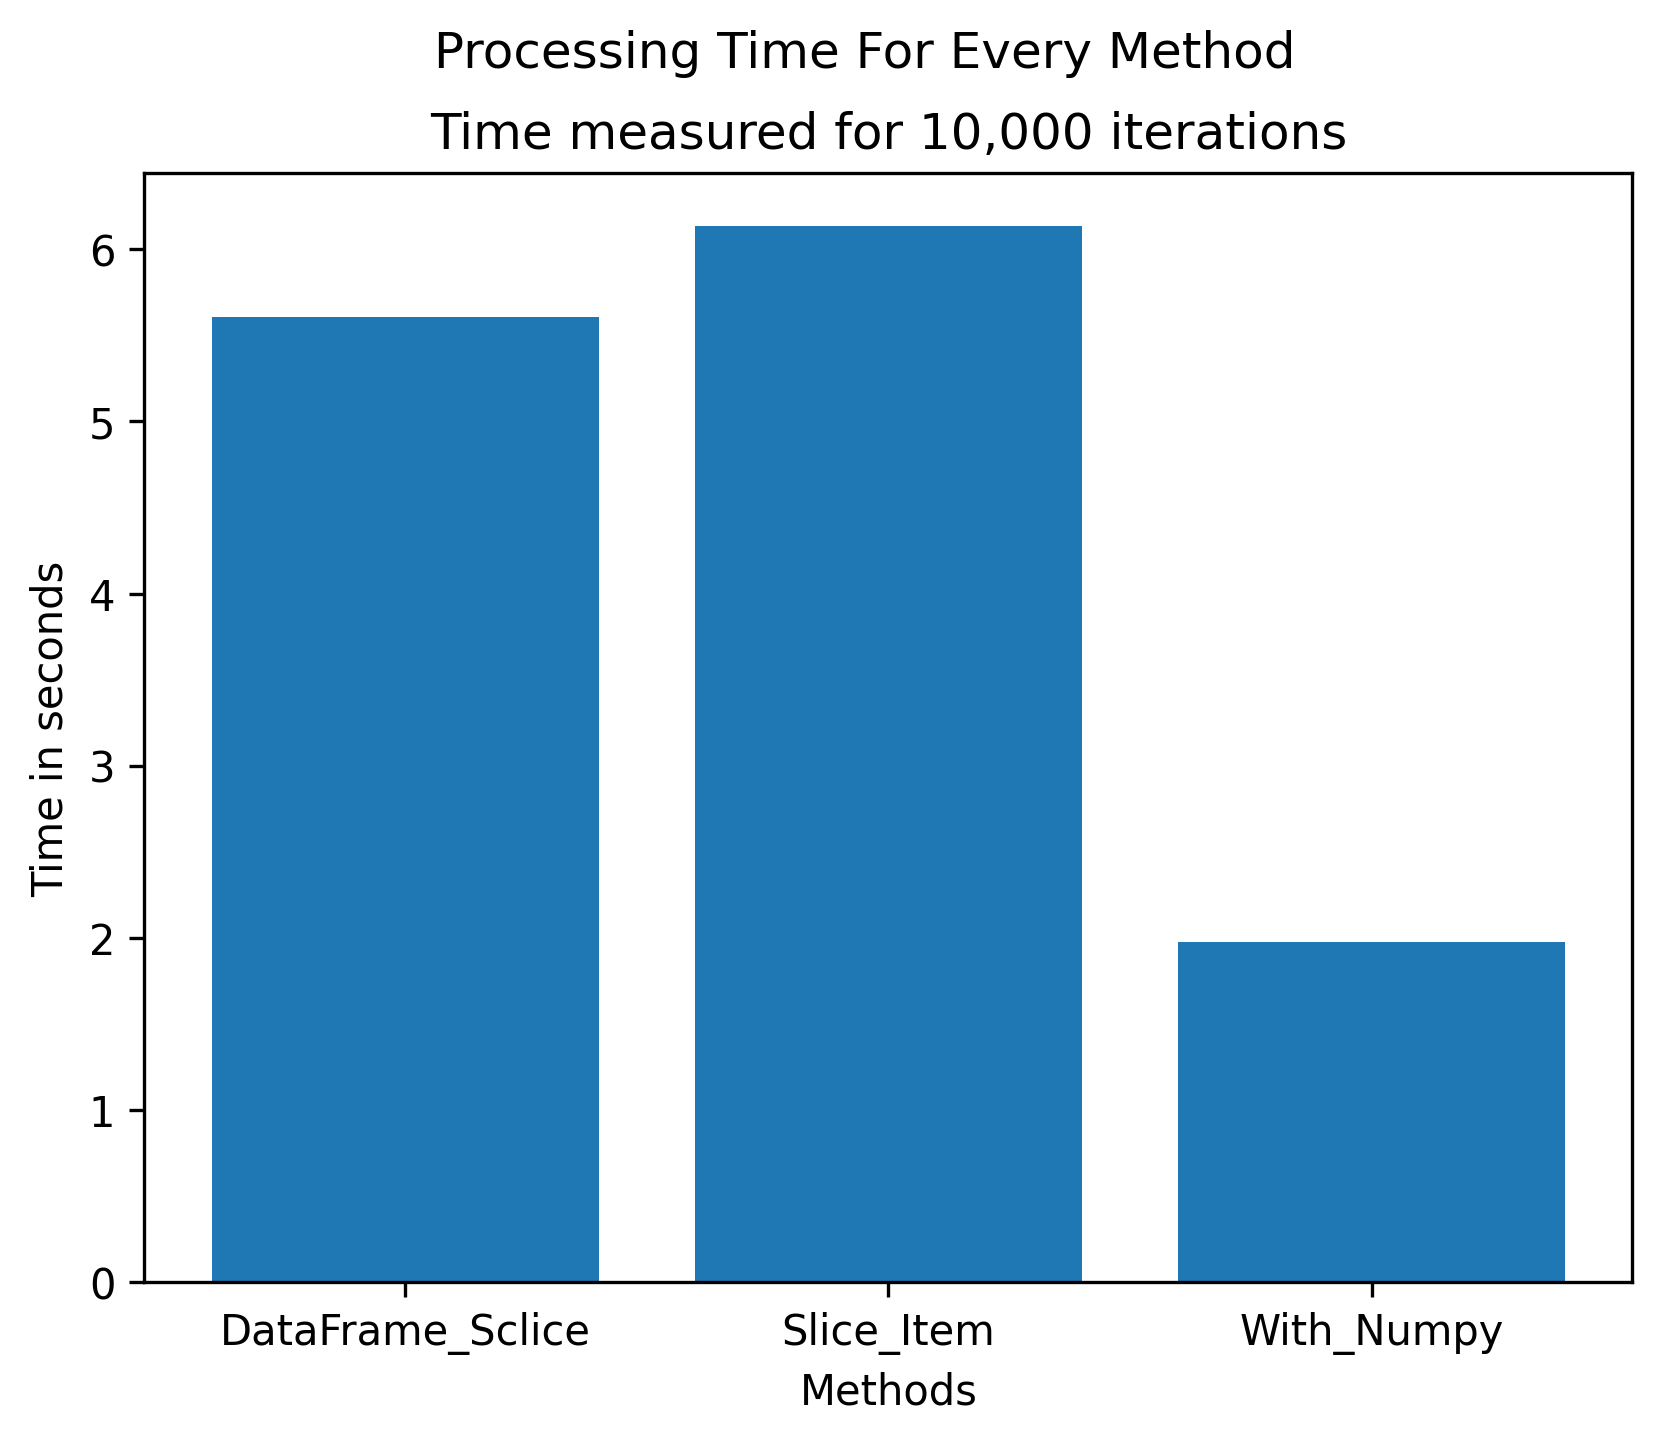 Processing Time For Every Method
Time measured for 10,000 iterations
6
5
4
3
2
1
0
Time in seconds
DataFrame_Sclice
Slice_Item
With_Numpy
Methods